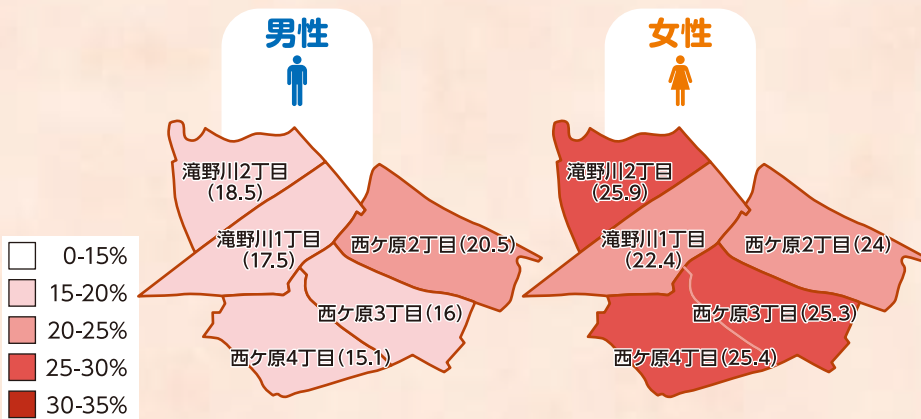 男性
滝野川2丁目
(18.5)
滝野川1丁目
(17.5)
西ケ原2丁目(20.5)
西ケ原3丁目(16)
西ケ原4丁目(15.1)
女性
滝野川2丁目
(25.9)
滝野川1丁目
(22.4)
西ケ原2丁目(24)
西ケ原3丁目(25.3)
西ケ原4丁目(25.4)
0-15%
15-20%
20-25%
25-30%
30-35%